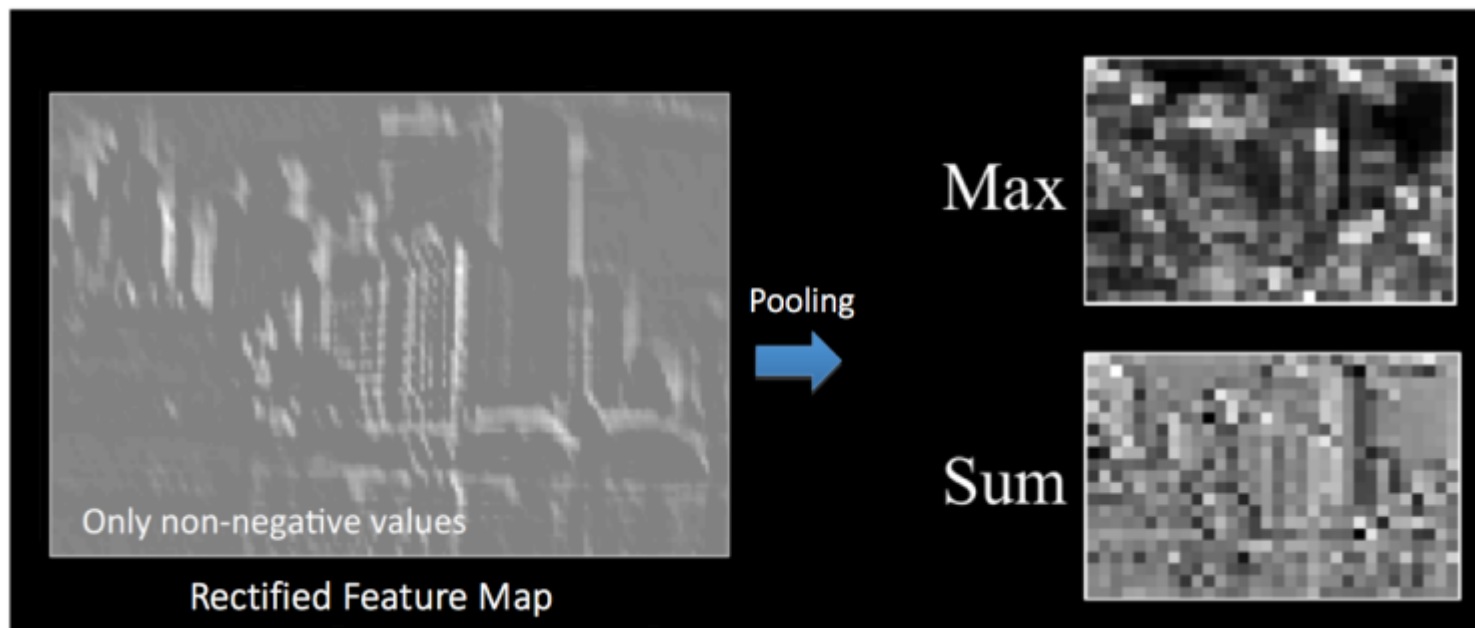 Only non-negative values
Rectified Feature Map
Pooling
Max
Sum